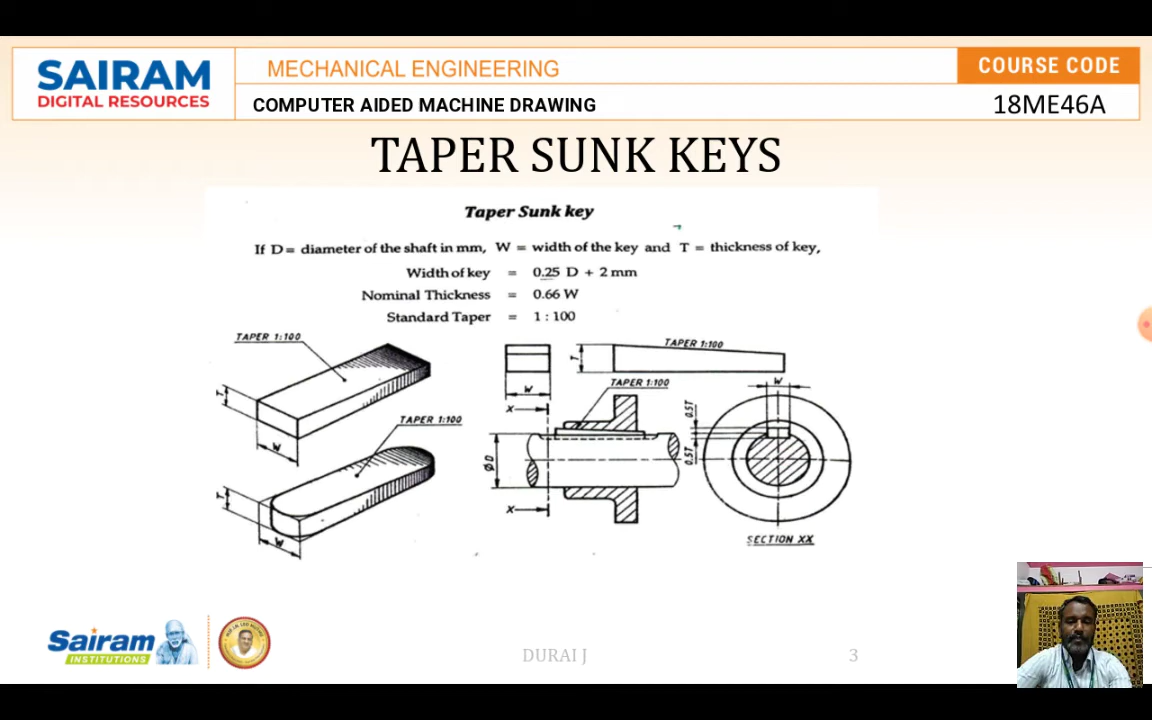 SAIRAM
DIGITAL RESOURCES
MECHANICAL ENGINEERING
COURSE CODE
COMPUTER AIDED MACHINE DRAWING
18ME46A
TAPER SUNK KEYS
Taper Sunk key
If D = diameter of the shaft in mm, W = width of the key and T = thickness of key,
Width of key = 0.25 D + 2 mm
Nominal Thickness = 0.66 W
Standard Taper = 1 : 100
TAPER 1:100
T
W
TAPER 1:100
T
W
W
T
TAPER 1:100
TAPER 1:100
X
ØD
X
W
0.5T
0.5T
SECTION XX
Sairam
INSTITUTIONS
DURAI J
3